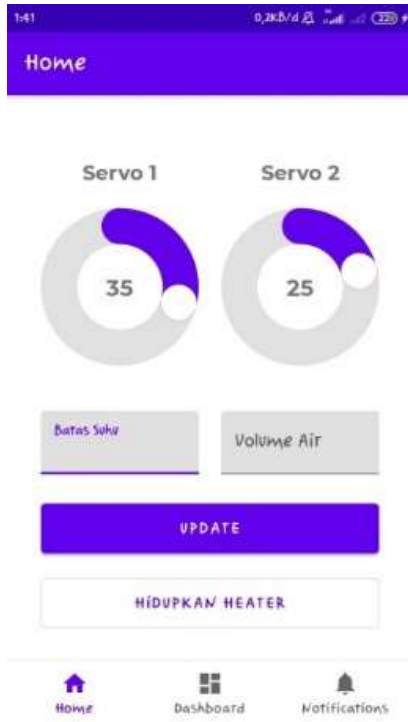 1:41 0,2KB/d
Home
Servo 1 Servo 2
35 25
Batas Suhu Volume Air
UPDATE
HIDUPKAN HEATER
Home Dashboard Notifications